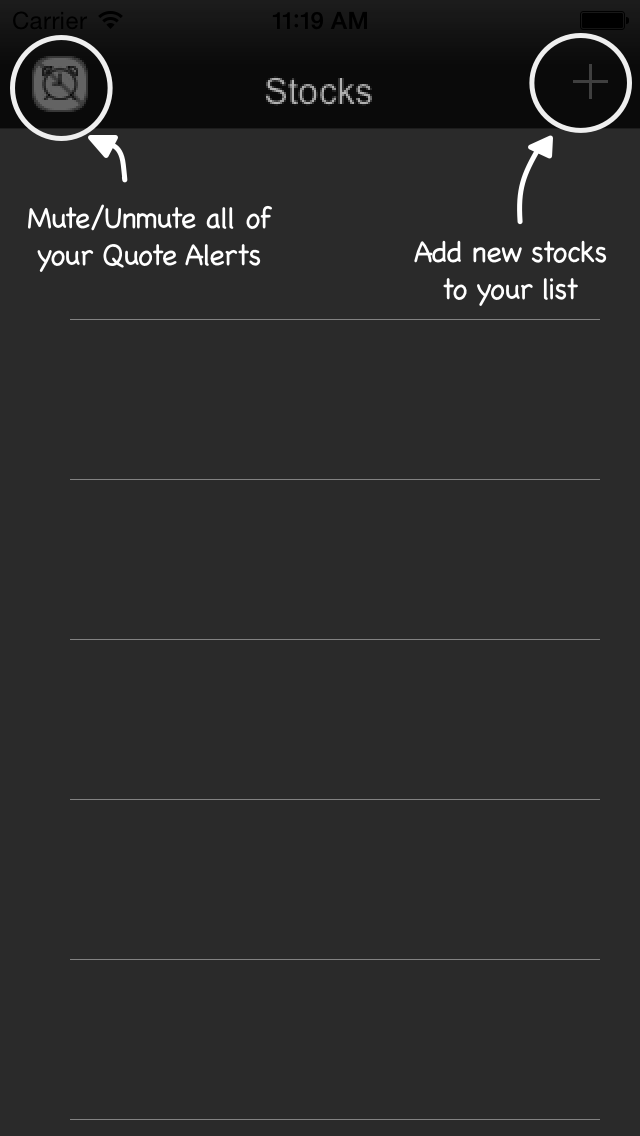 Carrier 11:19 AM
Stocks
Mute/Unmute all of
your Quote Alerts
Add new stocks
to your list